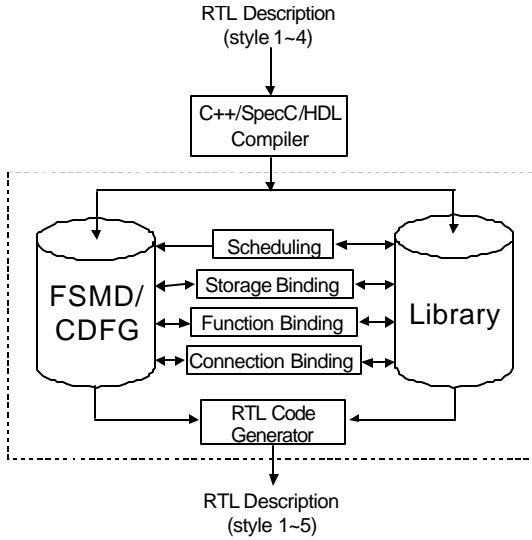 RTL Description
(style 1~4)
C++/SpecC/HDL
Compiler
Scheduling
Storage Binding
FSMD/
CDFG
Function Binding
Library
Connection Binding
RTL Code
Generator
RTL Description
(style 1~5)